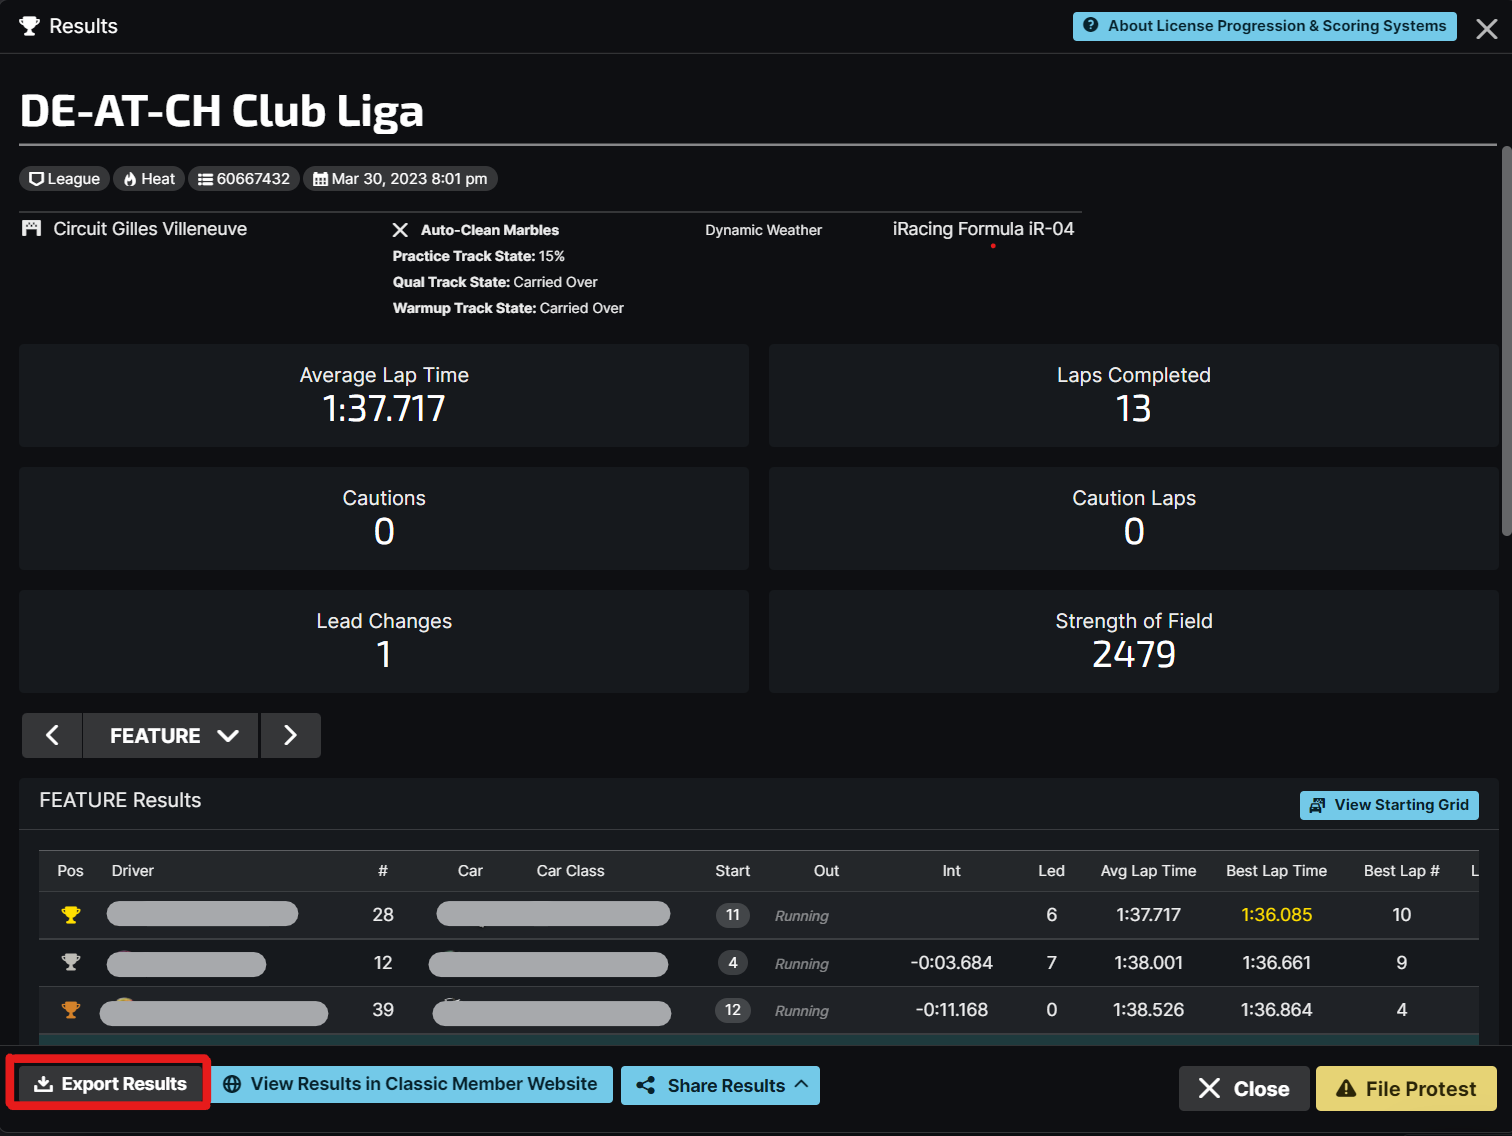 Results
About License Progression & Scoring Systems
DE-AT-CH Club Liga
League Heat 60667432 Mar 30, 2023 8:01 pm
Circuit Gilles Villeneuve Auto-Clean Marbles Dynamic Weather iRacing Formula iR-04
Practice Track State: 15%
Qual Track State: Carried Over
Warmup Track State: Carried Over
Average Lap Time
1:37.717
Laps Completed
13
Cautions
0
Caution Laps
0
Lead Changes
1
Strength of Field
2479
FEATURE
FEATURE Results
View Starting Grid
Pos Driver # Car Car Class Start Out Int Led Avg Lap Time Best Lap Time Best Lap # L
28 11 Running 6 1:37.717 1:36.085 10
12 4 Running -0:03.684 7 1:38.001 1:36.661 9
39 12 Running -0:11.168 0 1:38.526 1:36.864 4
Export Results View Results in Classic Member Website Share Results Close File Protest